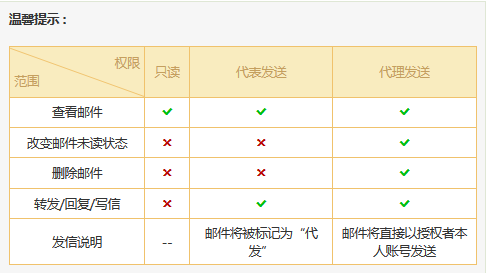 温馨提示：
权限
范围
只读
代表发送
代理发送
查看邮件 ✓ ✓ ✓
改变邮件未读状态 × × ✓
删除邮件 × × ✓
转发/回复/写信 × ✓ ✓
发信说明
--
邮件将被标记为“代
发”
邮件将直接以授权者本
人账号发送